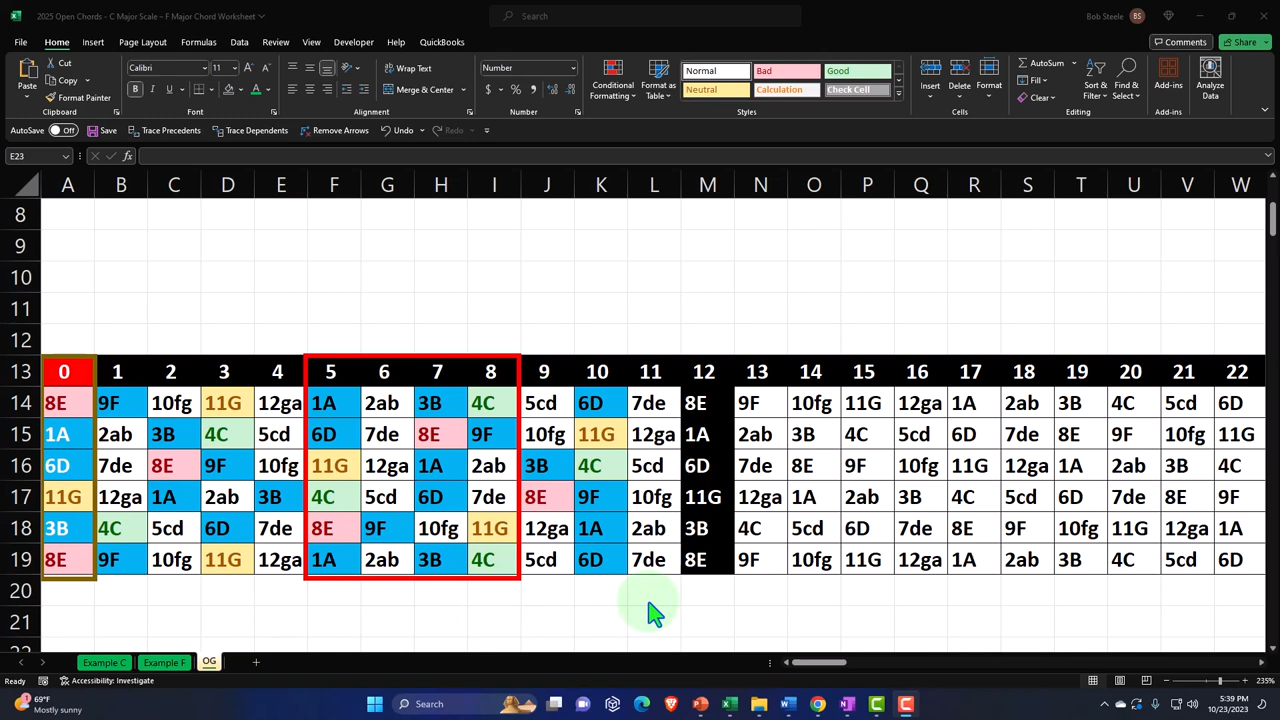 2025 Open Chords - C Major Scale – F Major Chord Worksheet
Search
Bob Steele BS
File Home Insert Draw Page Layout Formulas Data Review View Developer Help QuickBooks
Comments Share
Paste Cut Copy Format Painter
Calibri 11
B I U
Wrap Text
Merge & Center
Number
Conditional Formatting Format as Table
Normal Bad Good
Neutral Calculation Check Cell
Insert Delete Format
AutoSum Fill Clear
Sort & Filter Find & Select
Add-ins
Analyze Data
Clipboard Font Alignment Number Styles Cells Editing Add-ins
AutoSave Off Save Trace Precedents Trace Dependents Remove Arrows Undo Redo
E23 fx
A B C D E F G H I J K L M N O P Q R S T U V W
8
9
10
11
12
13 0 1 2 3 4 5 6 7 8 9 10 11 12 13 14 15 16 17 18 19 20 21 22
14 8E 9F 10fg 11G 12ga 1A 2ab 3B 4C 5cd 6D 7de 8E 9F 10fg 11G 12ga 1A 2ab 3B 4C 5cd 6D
15 1A 2ab 3B 4C 5cd 6D 7de 8E 9F 10fg 11G 12ga 1A 2ab 3B 4C 5cd 6D 7de 8E 9F 10fg 11G
16 6D 7de 8E 9F 10fg 11G 12ga 1A 2ab 3B 4C 5cd 6D 7de 8E 9F 10fg 11G 12ga 1A 2ab 3B 4C
17 11G 12ga 1A 2ab 3B 4C 5cd 6D 7de 8E 9F 10fg 11G 12ga 1A 2ab 3B 4C 5cd 6D 7de 8E 9F
18 3B 4C 5cd 6D 7de 8E 9F 10fg 11G 12ga 1A 2ab 3B 4C 5cd 6D 7de 8E 9F 10fg 11G 12ga 1A
19 8E 9F 10fg 11G 12ga 1A 2ab 3B 4C 5cd 6D 7de 8E 9F 10fg 11G 12ga 1A 2ab 3B 4C 5cd 6D
20
21
Example C Example F OG
Ready Accessibility: Investigate 235%
69°F
Mostly sunny
Search
5:39 PM
10/23/2023